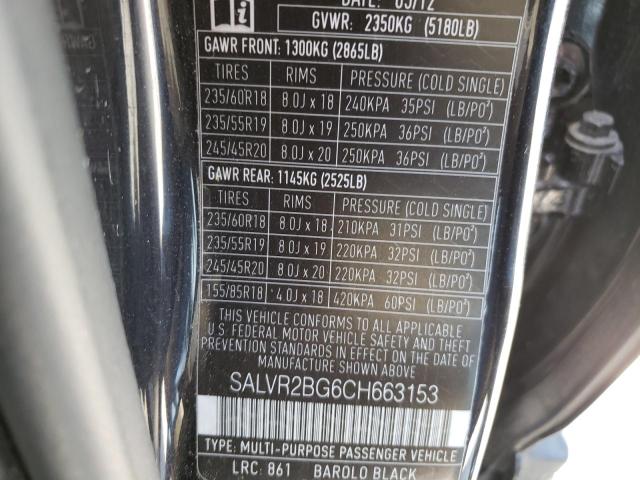 DATE: 05/12
GVWR: 2350KG (5180LB)
GAWR FRONT: 1300KG (2865LB)
TIRES RIMS PRESSURE (COLD SINGLE)
235/60R18 8.0J x 18 240KPA 35PSI (LB/PO²)
235/55R19 8.0J x 19 250KPA 36PSI (LB/PO²)
245/45R20 8.0J x 20 250KPA 36PSI (LB/PO²)
GAWR REAR: 1145KG (2525LB)
TIRES RIMS PRESSURE (COLD SINGLE)
235/60R18 8.0J x 18 210KPA 31PSI (LB/PO²)
235/55R19 8.0J x 19 220KPA 32PSI (LB/PO²)
245/45R20 8.0J x 20 220KPA 32PSI (LB/PO²)
155/85R18 4.0J x 18 420KPA 60PSI (LB/PO²)
THIS VEHICLE CONFORMS TO ALL APPLICABLE
U.S. FEDERAL MOTOR VEHICLE SAFETY AND THEFT
PREVENTION STANDARDS IN EFFECT ON THE DATE OF
MANUFACTURE SHOWN ABOVE
SALVR2BG6CH663153
TYPE: MULTI-PURPOSE PASSENGER VEHICLE
LRC: 861 BAROLO BLACK